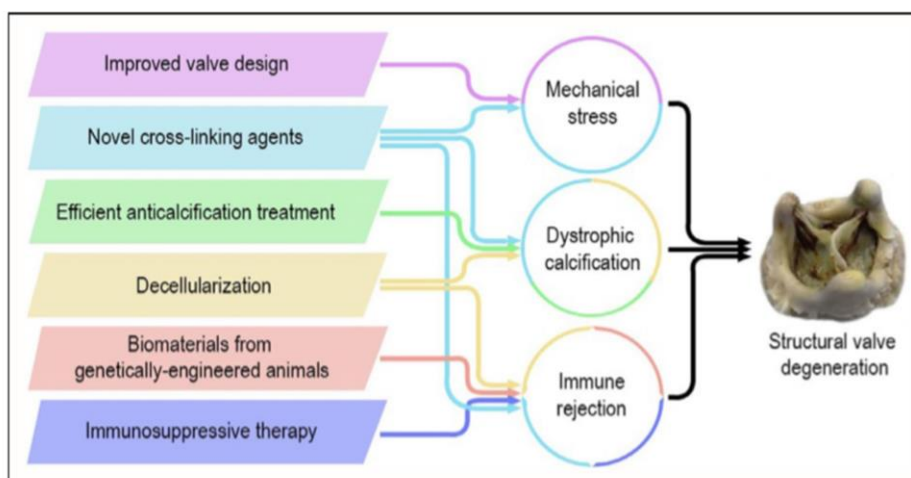 Improved valve design
Novel cross-linking agents
Efficient anticalcification treatment
Decellularization
Biomaterials from
genetically-engineered animals
Immunosuppressive therapy
Mechanical
stress
Dystrophic
calcification
Immune
rejection
Structural valve
degeneration